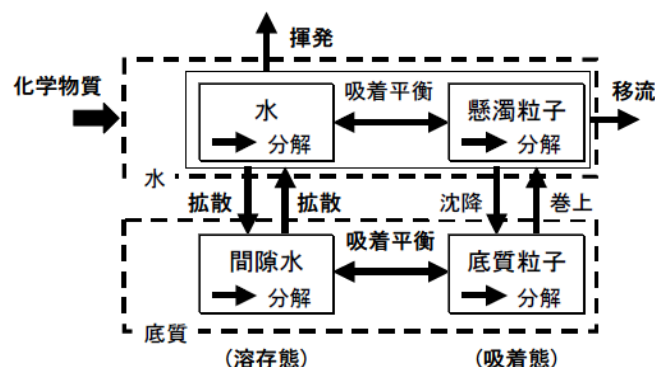 揮発
化学物質
吸着平衡
移流
水
懸濁粒子
分解
分解
水
拡散
拡散
沈降
巻上
間隙水
吸着平衡
底質粒子
分解
分解
底質
(溶存態)
(吸着態)